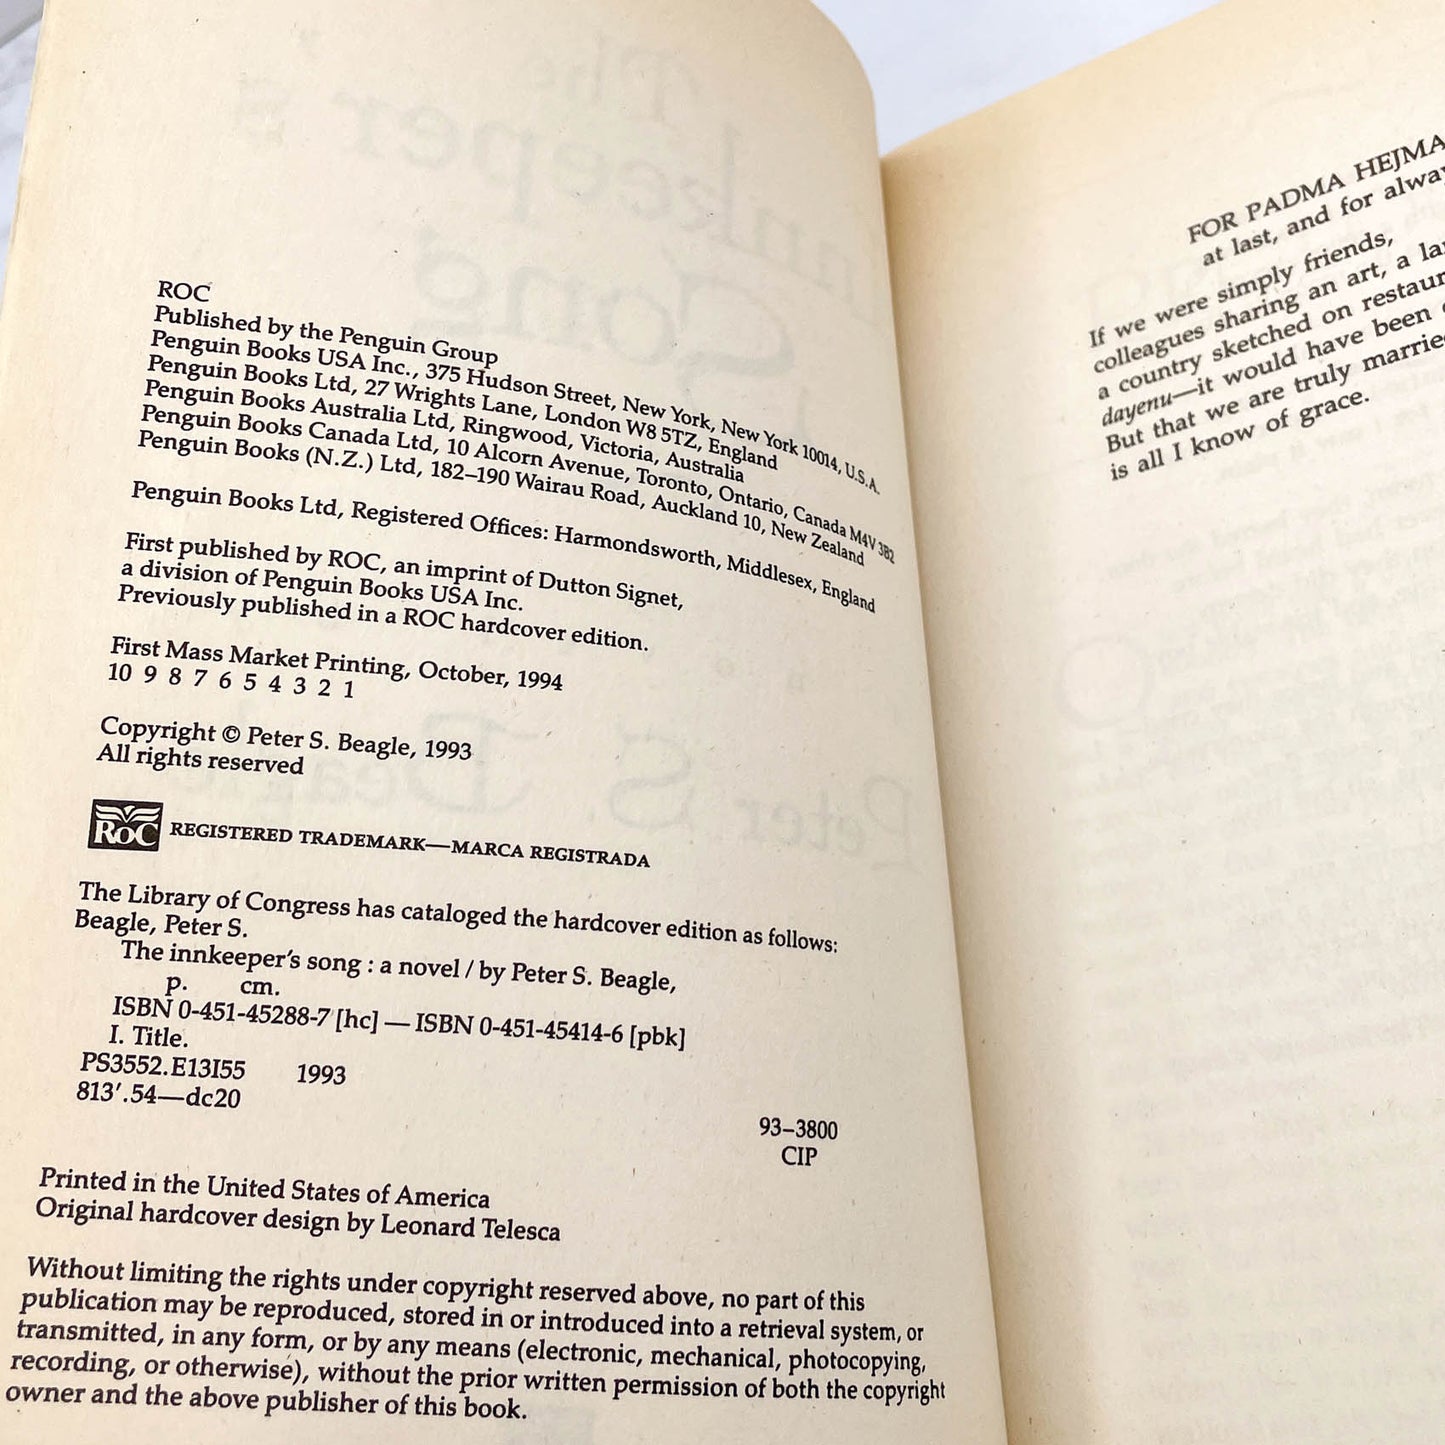 ROC
Published by the Penguin Group
Penguin Books USA Inc., 375 Hudson Street, New York, New York 10014, U.S.A.
Penguin Books Ltd, 27 Wrights Lane, London W8 5TZ, England
Penguin Books Australia Ltd, Ringwood, Victoria, Australia
Penguin Books Canada Ltd, 10 Alcorn Avenue, Toronto, Ontario, Canada M4V 3B2
Penguin Books (N.Z.) Ltd, 182–190 Wairau Road, Auckland 10, New Zealand
Penguin Books Ltd, Registered Offices: Harmondsworth, Middlesex, England
First published by ROC, an imprint of Dutton Signet,
a division of Penguin Books USA Inc.
Previously published in a ROC hardcover edition.
First Mass Market Printing, October, 1994
10 9 8 7 6 5 4 3 2 1
Copyright © Peter S. Beagle, 1993
All rights reserved
ROC REGISTERED TRADEMARK—MARCA REGISTRADA
The Library of Congress has cataloged the hardcover edition as follows:
Beagle, Peter S.
The innkeeper's song : a novel / by Peter S. Beagle,
p. cm.
ISBN 0-451-45288-7 [hc] — ISBN 0-451-45414-6 [pbk]
I. Title.
PS3552.E13I55 1993
813'.54—dc20
93–3800
CIP
Printed in the United States of America
Original hardcover design by Leonard Telesca
Without limiting the rights under copyright reserved above, no part of this
publication may be reproduced, stored in or introduced into a retrieval system, or
transmitted, in any form, or by any means (electronic, mechanical, photocopying,
recording, or otherwise), without the prior written permission of both the copyright
owner and the above publisher of this book.
FOR PADMA
at last, and for
If we were simply friends,
colleagues sharing an art, a
a country sketched on
dayenu—it would have been
But that we are truly
is all I know of grace.